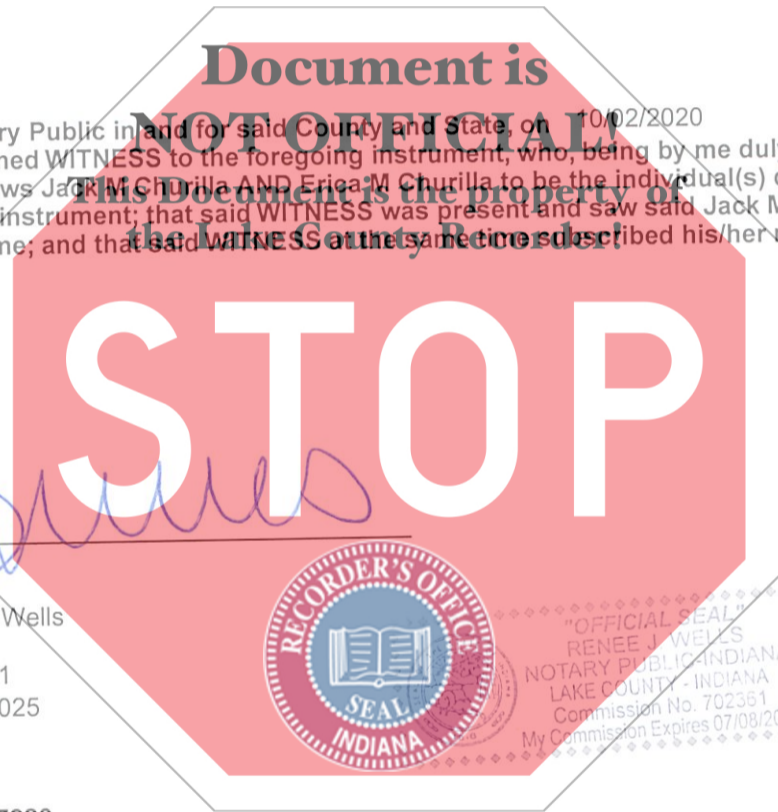 Document is
NOT OFFICIAL!
This Document is the property of
the Lake County Recorder!
ry Public in and for said County and State, on 10/02/2020
ned WITNESS to the foregoing instrument, who, being by me dul
ws Jack M Churilla AND Erica M Churilla to be the individual(s)
instrument; that said WITNESS was present and saw said Jack M
me; and that said WITNESS at the same time subscribed his/her
STOP
Wells
1
025
RECORDER'S OFFICE
SEAL
INDIANA
"OFFICIAL SEAL"
RENEE J. WELLS
NOTARY PUBLIC-INDIANA
LAKE COUNTY - INDIANA
Commission No. 702361
My Commission Expires 07/08/20